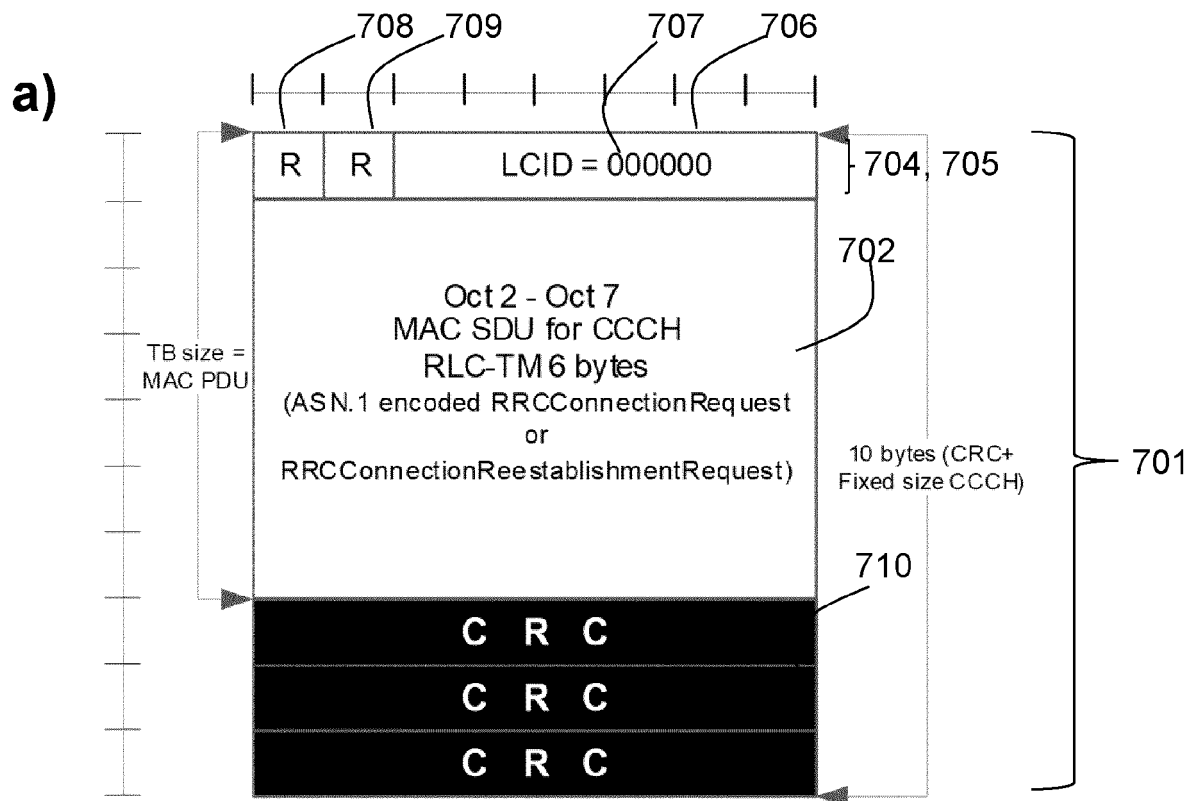 708 709 707 706
a)
R R LCID = 000000 704, 705
702
Oct 2 - Oct 7
MAC SDU for CCCH
RLC-TM 6 bytes
(ASN.1 encoded RRCConnectionRequest
or
RRCConnectionReestablishmentRequest)
TB size =
MAC PDU
10 bytes (CRC+
Fixed size CCCH)
701
710
C R C
C R C
C R C